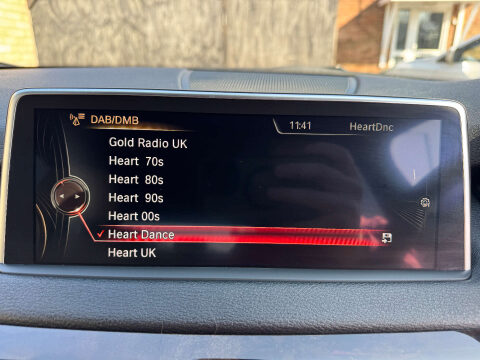 DAB/DMB 11:41 HeartDnc
Gold Radio UK
Heart 70s
Heart 80s
Heart 90s
Heart 00s
✓ Heart Dance
Heart UK